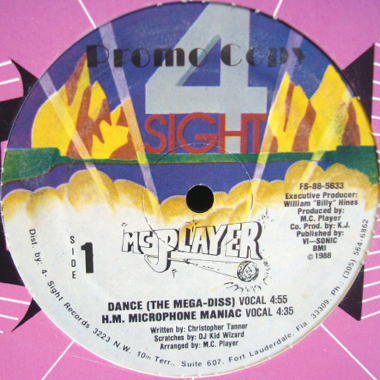 Promo Copy
4
SIGHT
FS-88-5633
Executive Producer:
William "Billy" Hines
Produced by:
M.C. Player
Co. Prod. by: K.J.
Published by:
VI-SONIC
BMI
©1988
SIDE 1
MC PLAYER
DANCE (THE MEGA-DISS) VOCAL 4:55
H.M. MICROPHONE MANIAC VOCAL 4:35
Written by: Christopher Tanner
Scratches by: DJ Kid Wizard
Arranged by: M.C. Player
Dist. by: 4-Sight Records 3223 N.W. 10th Terr., Suite 607, Fort Lauderdale, Fla. 33309 Ph. (305) 564-6862